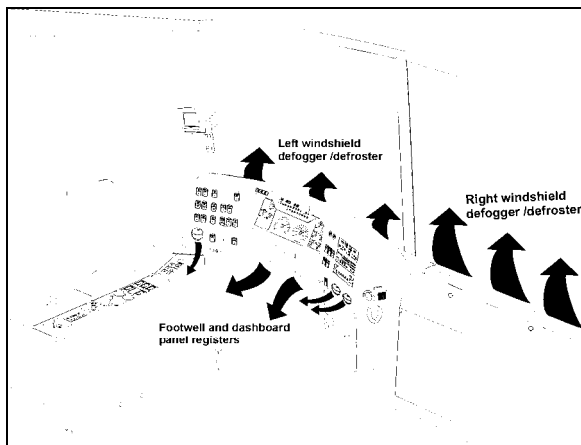 Left windshield
defogger /defroster
Right windshield
defogger /defroster
Footwell and dashboard
panel registers